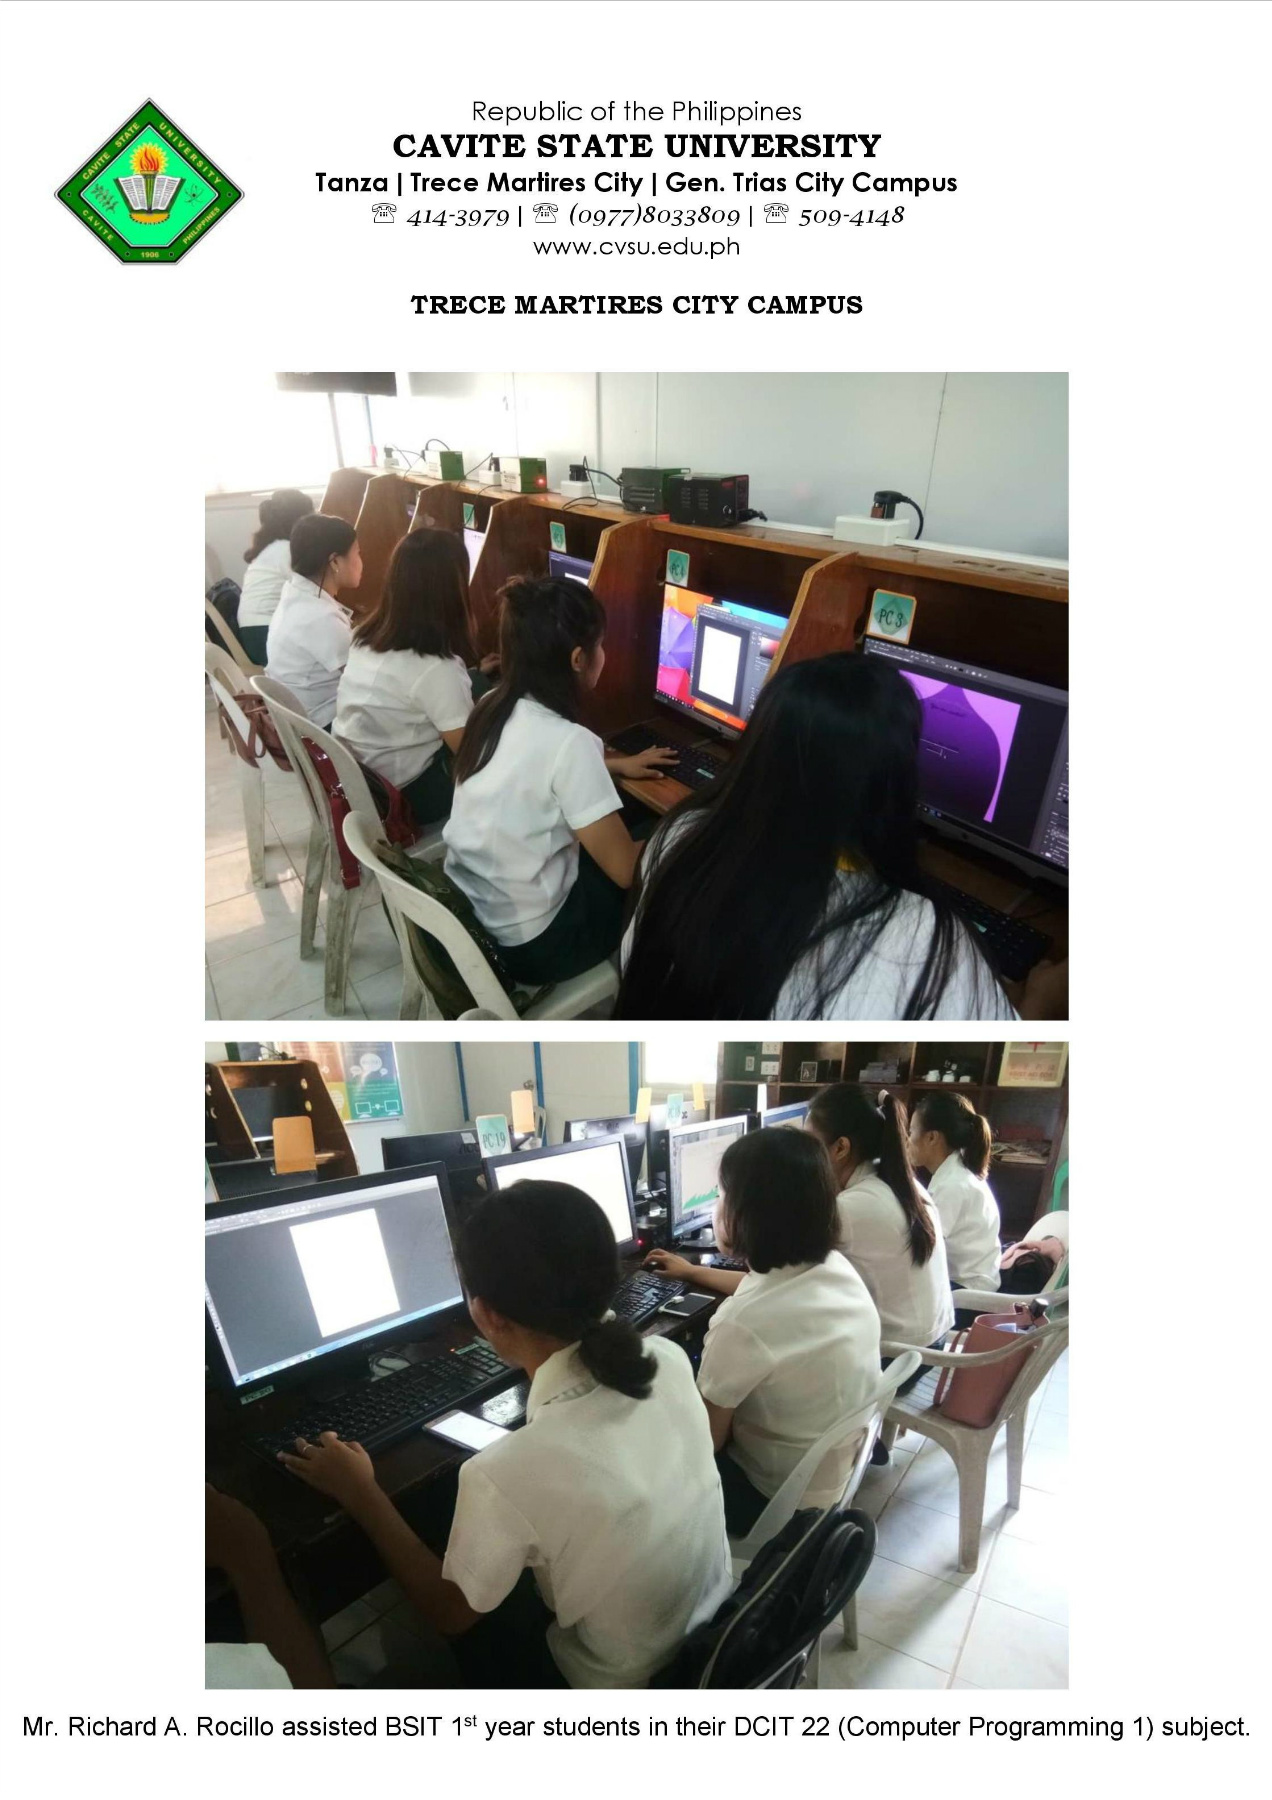 CAVITE STATE UNIVERSITY
CAVITE PHILIPPINES
1906
Republic of the Philippines
CAVITE STATE UNIVERSITY
Tanza | Trece Martires City | Gen. Trias City Campus
☏ 414-3979 | ☏ (0977)8033809 | ☏ 509-4148
www.cvsu.edu.ph
TRECE MARTIRES CITY CAMPUS
PC 4
PC 3
PC 19
Mr. Richard A. Rocillo assisted BSIT 1st year students in their DCIT 22 (Computer Programming 1) subject.